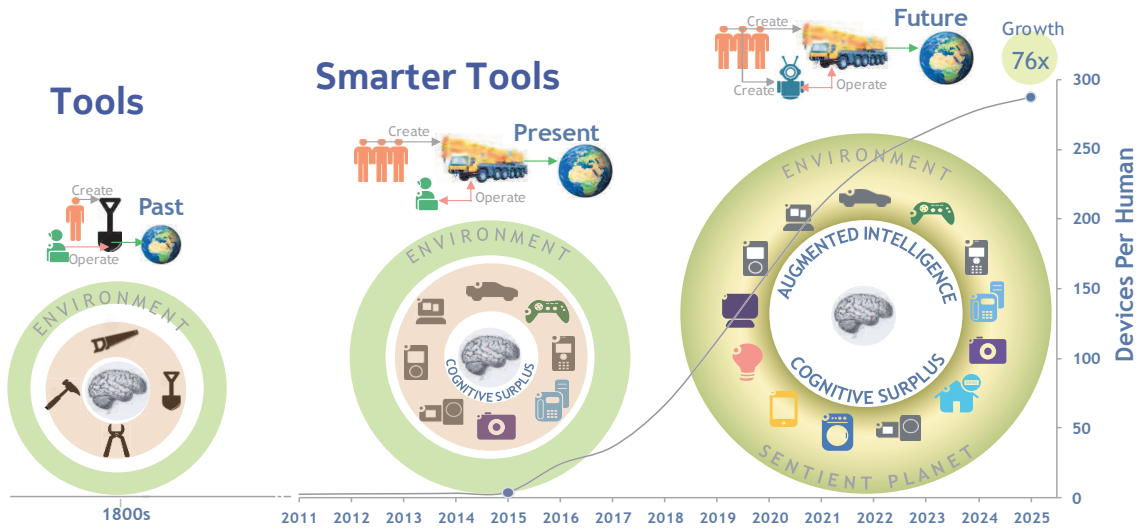 Tools
Create
Past
Operate
ENVIRONMENT
1800s
Smarter Tools
Create
Present
Operate
ENVIRONMENT
COGNITIVE SURPLUS
Create
Future
Create
Operate
Growth
76x
ENVIRONMENT
AUGMENTED INTELLIGENCE
COGNITIVE SURPLUS
SENTIENT PLANET
300
250
200
150
100
50
0
Devices Per Human
2011 2012 2013 2014 2015 2016 2017 2018 2019 2020 2021 2022 2023 2024 2025